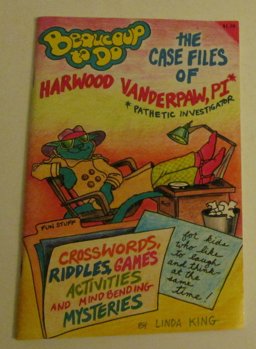 Beaucoup
to Do
THE
CASE FILES
OF
HARWOOD VANDERPAW, PI*
* PATHETIC INVESTIGATOR
FUN STUFF
CROSSWORDS,
RIDDLES, GAMES
ACTIVITIES
AND MIND BENDING
MYSTERIES
for kids
who like
to laugh
and think
at the
same
time!
BY LINDA KING